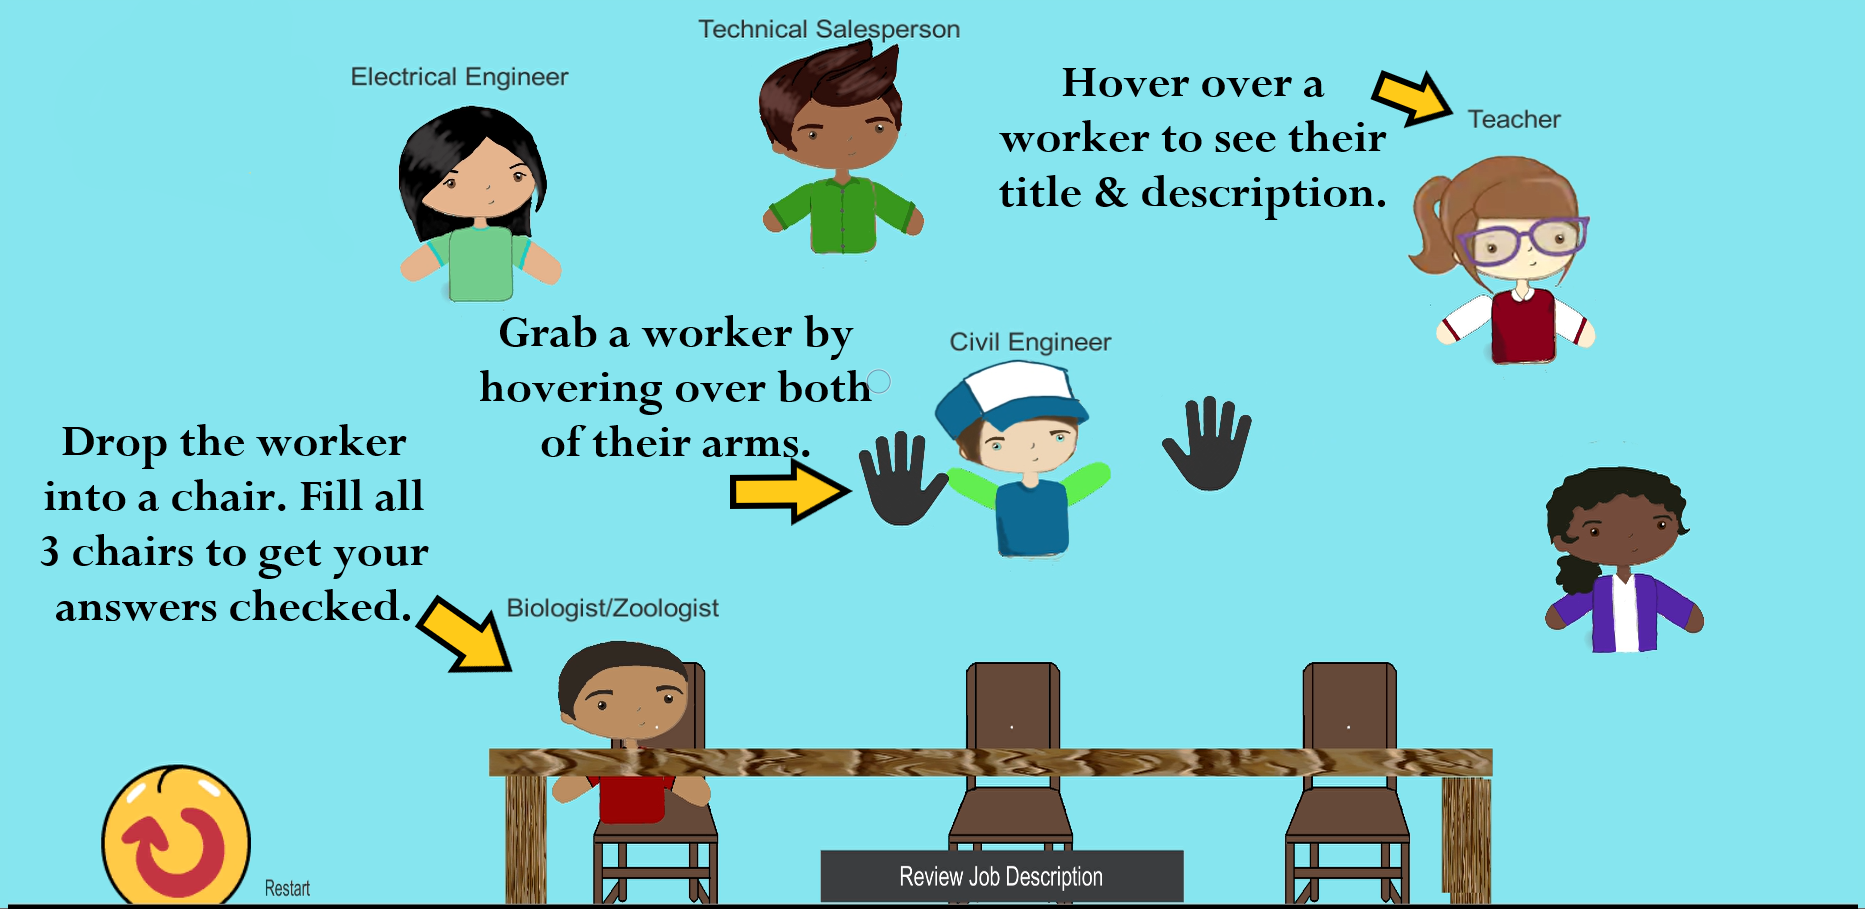 Technical Salesperson
Electrical Engineer
Hover over a
worker to see their
title & description.
Teacher
Grab a worker by
hovering over both
of their arms.
Civil Engineer
Drop the worker
into a chair. Fill all
3 chairs to get your
answers checked.
Biologist/Zoologist
Restart
Review Job Description